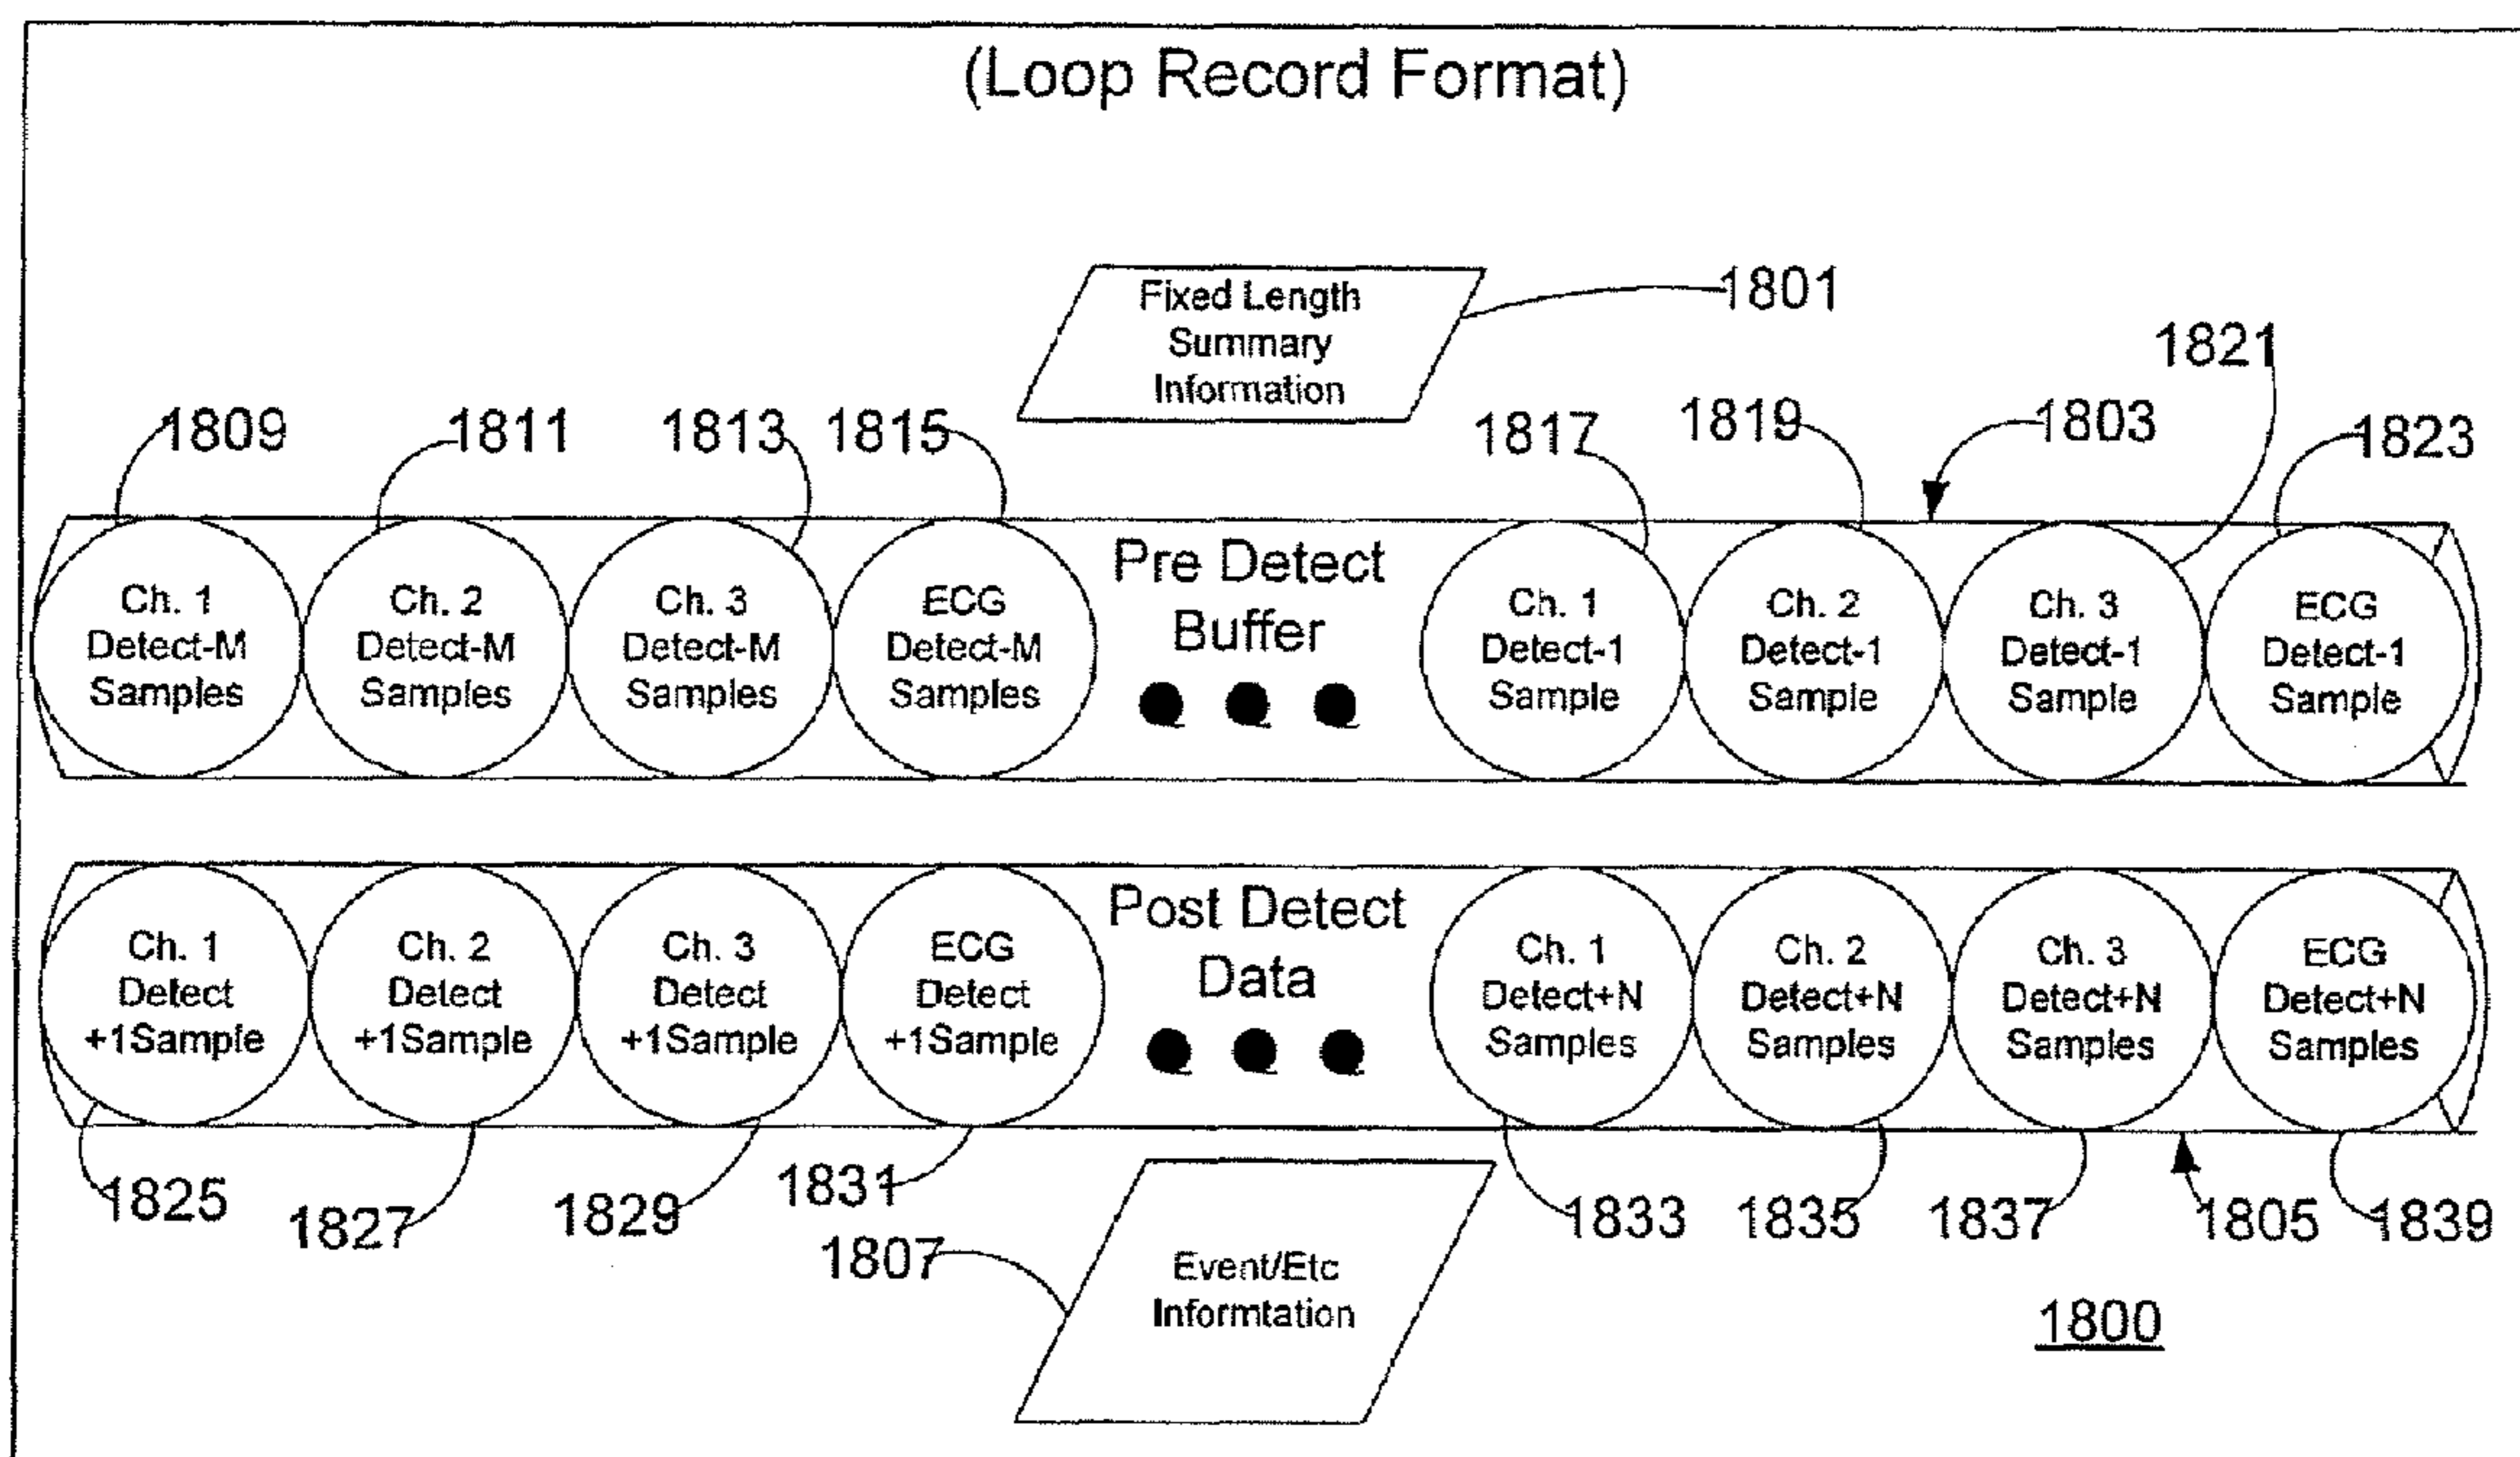 (Loop Record Format)
Fixed Length
Summary
Information
1801
1821
1809
1811
1813
1815
1817
1819
1803
1823
Ch. 1
Detect-M
Samples
Ch. 2
Detect-M
Samples
Ch. 3
Detect-M
Samples
ECG
Detect-M
Samples
Pre Detect
Buffer
Ch. 1
Detect-1
Sample
Ch. 2
Detect-1
Sample
Ch. 3
Detect-1
Sample
ECG
Detect-1
Sample
Ch. 1
Detect
+1Sample
Ch. 2
Detect
+1Sample
Ch. 3
Detect
+1Sample
ECG
Detect
+1Sample
Post Detect
Data
Ch. 1
Detect+N
Samples
Ch. 2
Detect+N
Samples
Ch. 3
Detect+N
Samples
ECG
Detect+N
Samples
1825
1827
1829
1831
1833
1835
1837
1805
1839
1807
Event/Etc
Informtation
1800